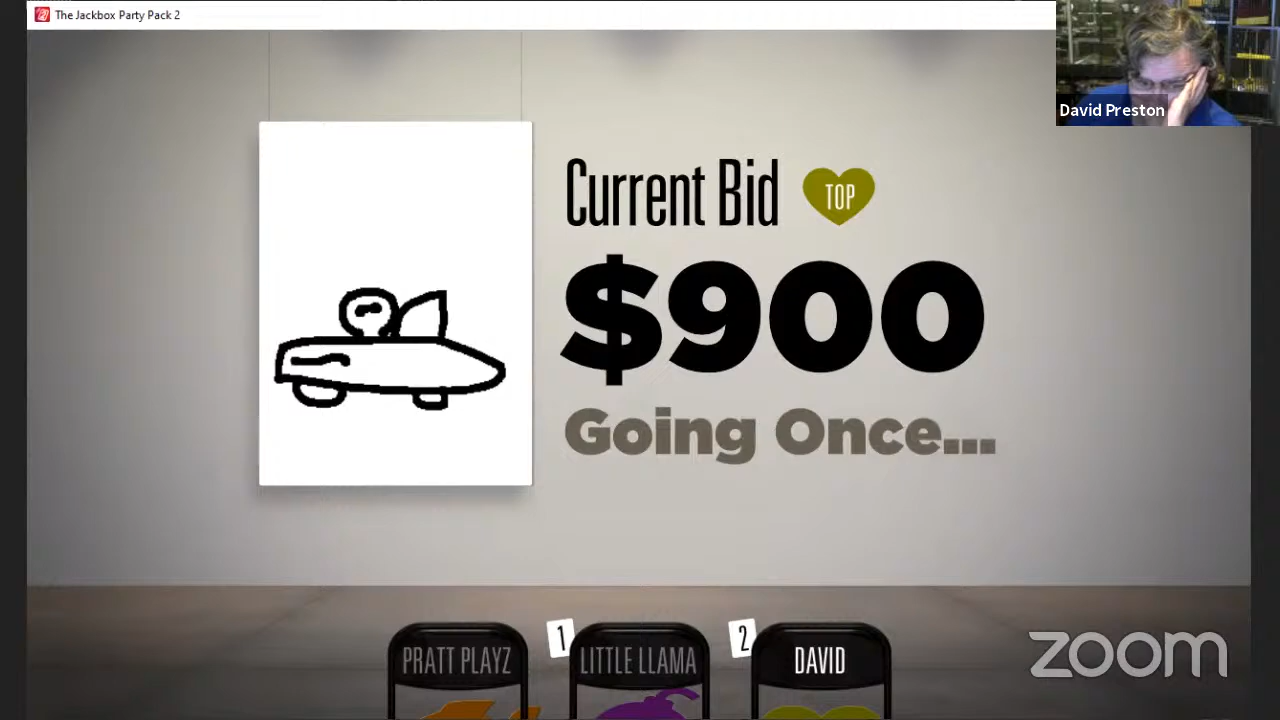 The Jackbox Party Pack 2
David Preston
Current Bid
TOP
$900
Going Once...
1
2
PRATT PLAYZ
LITTLE LLAMA
DAVID
zoom